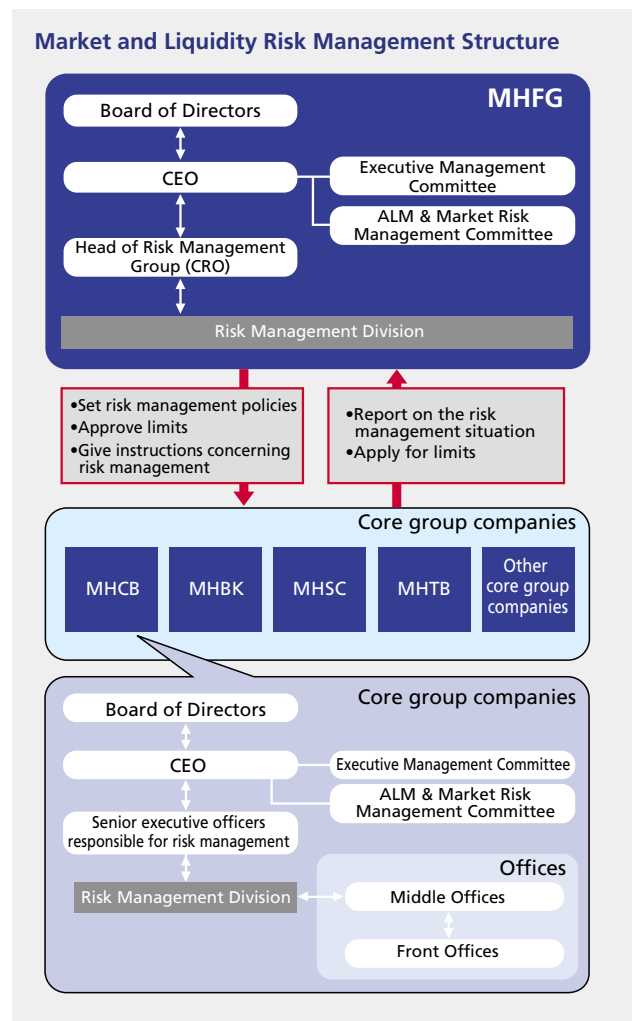 Market and Liquidity Risk Management Structure
MHFG
Board of Directors
CEO
Executive Management
Committee
ALM & Market Risk
Management Committee
Head of Risk Management
Group (CRO)
Risk Management Division
•Set risk management policies
•Approve limits
•Give instructions concerning
risk management
•Report on the risk
management situation
•Apply for limits
Core group companies
MHCB
MHBK
MHSC
MHTB
Other
core group
companies
Core group companies
Board of Directors
CEO
Executive Management Committee
ALM & Market Risk
Management Committee
Senior executive officers
responsible for risk management
Offices
Risk Management Division
Middle Offices
Front Offices